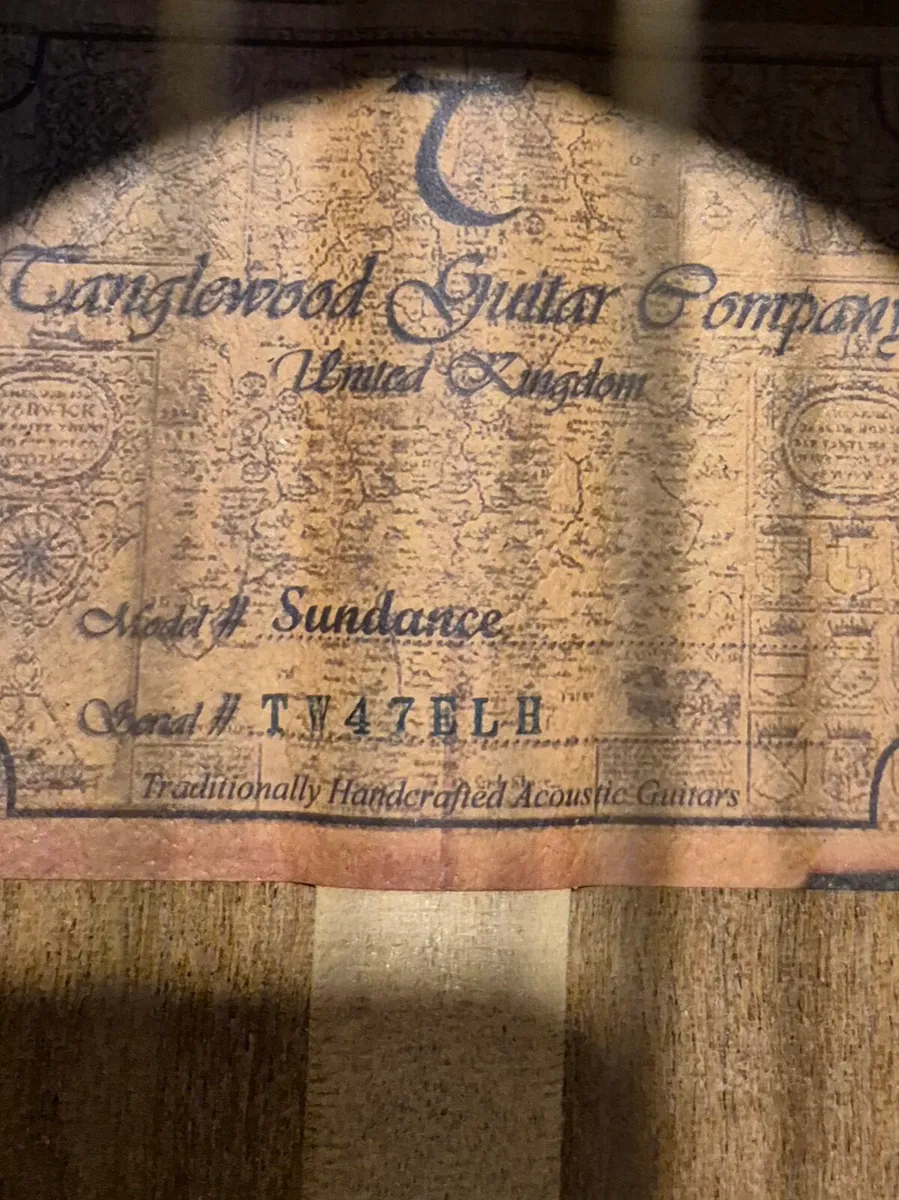 T
Tanglewood Guitar Company
United Kingdom
Model # Sundance
Serial # TW47ELH
Traditionally Handcrafted Acoustic Guitars